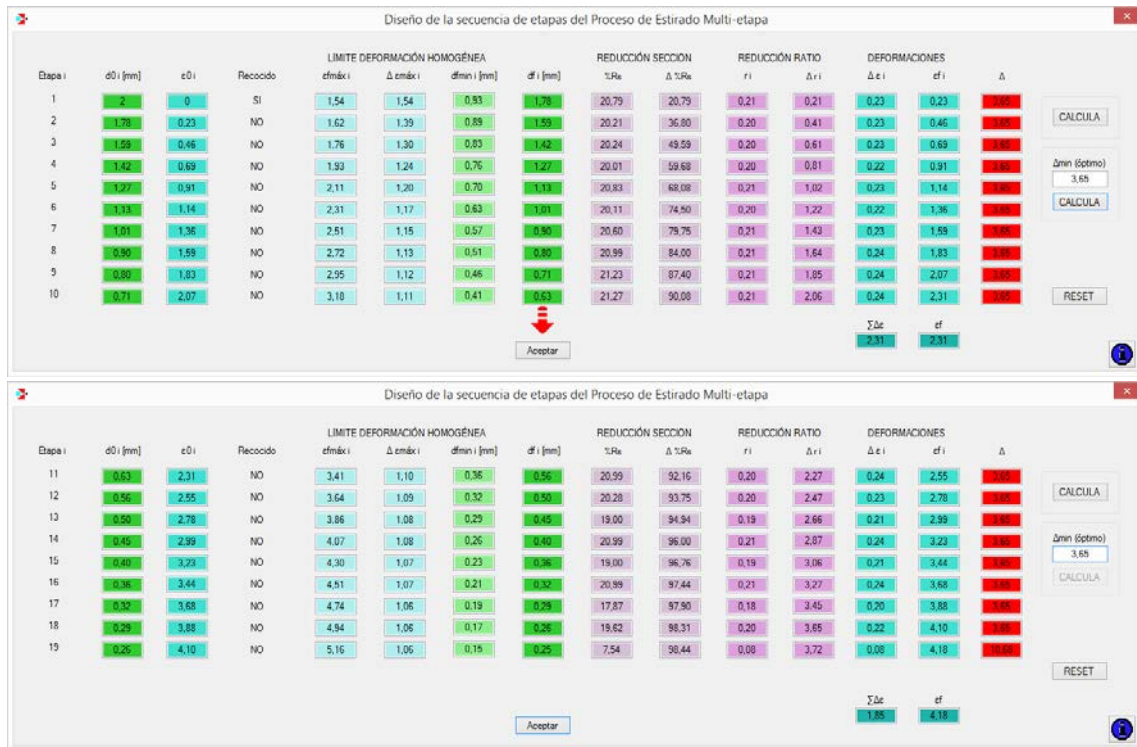 Diseño de la secuencia de etapas del Proceso de Estirado Multi-etapa
LIMITE DEFORMACIÓN HOMOGÉNEA REDUCCIÓN SECCION REDUCCIÓN RATIO DEFORMACIONES
Etapa i d0 i [mm] ε0 i Recocido εfmáx i Δ εmáx i dfmin i [mm] df i [mm] %Ra Δ %Ra r i Δ r i Δ ε i εf i Δ
1 2 0 SI 1,54 1,54 0,93 1,78 20,79 20,79 0,21 0,21 0,23 0,23 3,65
2 1,78 0,23 NO 1,62 1,39 0,89 1,59 20,21 36,80 0,20 0,41 0,23 0,46 3,65
CALCULA
3 1,59 0,46 NO 1,76 1,30 0,83 1,42 20,24 49,59 0,20 0,61 0,23 0,69 3,65
4 1,42 0,69 NO 1,93 1,24 0,76 1,27 20,01 59,68 0,20 0,81 0,22 0,91 3,65
Δmin (óptimo)
5 1,27 0,91 NO 2,11 1,20 0,70 1,13 20,83 68,08 0,21 1,02 0,23 1,14 3,65
3,65
6 1,13 1,14 NO 2,31 1,17 0,63 1,01 20,11 74,50 0,20 1,22 0,22 1,36 3,65
CALCULA
7 1,01 1,36 NO 2,51 1,15 0,57 0,90 20,60 79,75 0,21 1,43 0,23 1,59 3,65
8 0,90 1,59 NO 2,72 1,13 0,51 0,80 20,99 84,00 0,21 1,64 0,24 1,83 3,65
9 0,80 1,83 NO 2,95 1,12 0,46 0,71 21,23 87,40 0,21 1,85 0,24 2,07 3,65
10 0,71 2,07 NO 3,18 1,11 0,41 0,63 21,27 90,08 0,21 2,06 0,24 2,31 3,65
RESET
∑Δε εf
2,31 2,31
Aceptar
Diseño de la secuencia de etapas del Proceso de Estirado Multi-etapa
LIMITE DEFORMACIÓN HOMOGÉNEA REDUCCIÓN SECCION REDUCCIÓN RATIO DEFORMACIONES
Etapa i d0 i [mm] ε0 i Recocido εfmáx i Δ εmáx i dfmin i [mm] df i [mm] %Ra Δ %Ra r i Δ r i Δ ε i εf i Δ
11 0,63 2,31 NO 3,41 1,10 0,36 0,56 20,99 92,16 0,20 2,27 0,24 2,55 3,65
12 0,56 2,55 NO 3,64 1,09 0,32 0,50 20,28 93,75 0,20 2,47 0,23 2,78 3,65
CALCULA
13 0,50 2,78 NO 3,86 1,08 0,29 0,45 19,00 94,94 0,19 2,66 0,21 2,99 3,65
14 0,45 2,99 NO 4,07 1,08 0,26 0,40 20,99 96,00 0,21 2,87 0,24 3,23 3,65
Δmin (óptimo)
15 0,40 3,23 NO 4,30 1,07 0,23 0,36 19,00 96,76 0,19 3,06 0,21 3,44 3,65
3,65
16 0,36 3,44 NO 4,51 1,07 0,21 0,32 20,99 97,44 0,21 3,27 0,24 3,68 3,65
CALCULA
17 0,32 3,68 NO 4,74 1,06 0,19 0,29 17,87 97,90 0,18 3,45 0,20 3,88 3,65
18 0,29 3,88 NO 4,94 1,06 0,17 0,26 19,62 98,31 0,20 3,65 0,22 4,10 3,65
19 0,26 4,10 NO 5,16 1,06 0,15 0,25 7,54 98,44 0,08 3,72 0,08 4,18 10,68
RESET
∑Δε εf
1,85 4,18
Aceptar